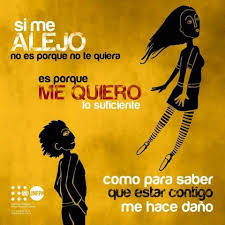 si me
ALEJO
no es porque no te quiera
es porque
ME QUIERO
lo suficiente
como para saber
que estar contigo
me hace daño
UNFPA